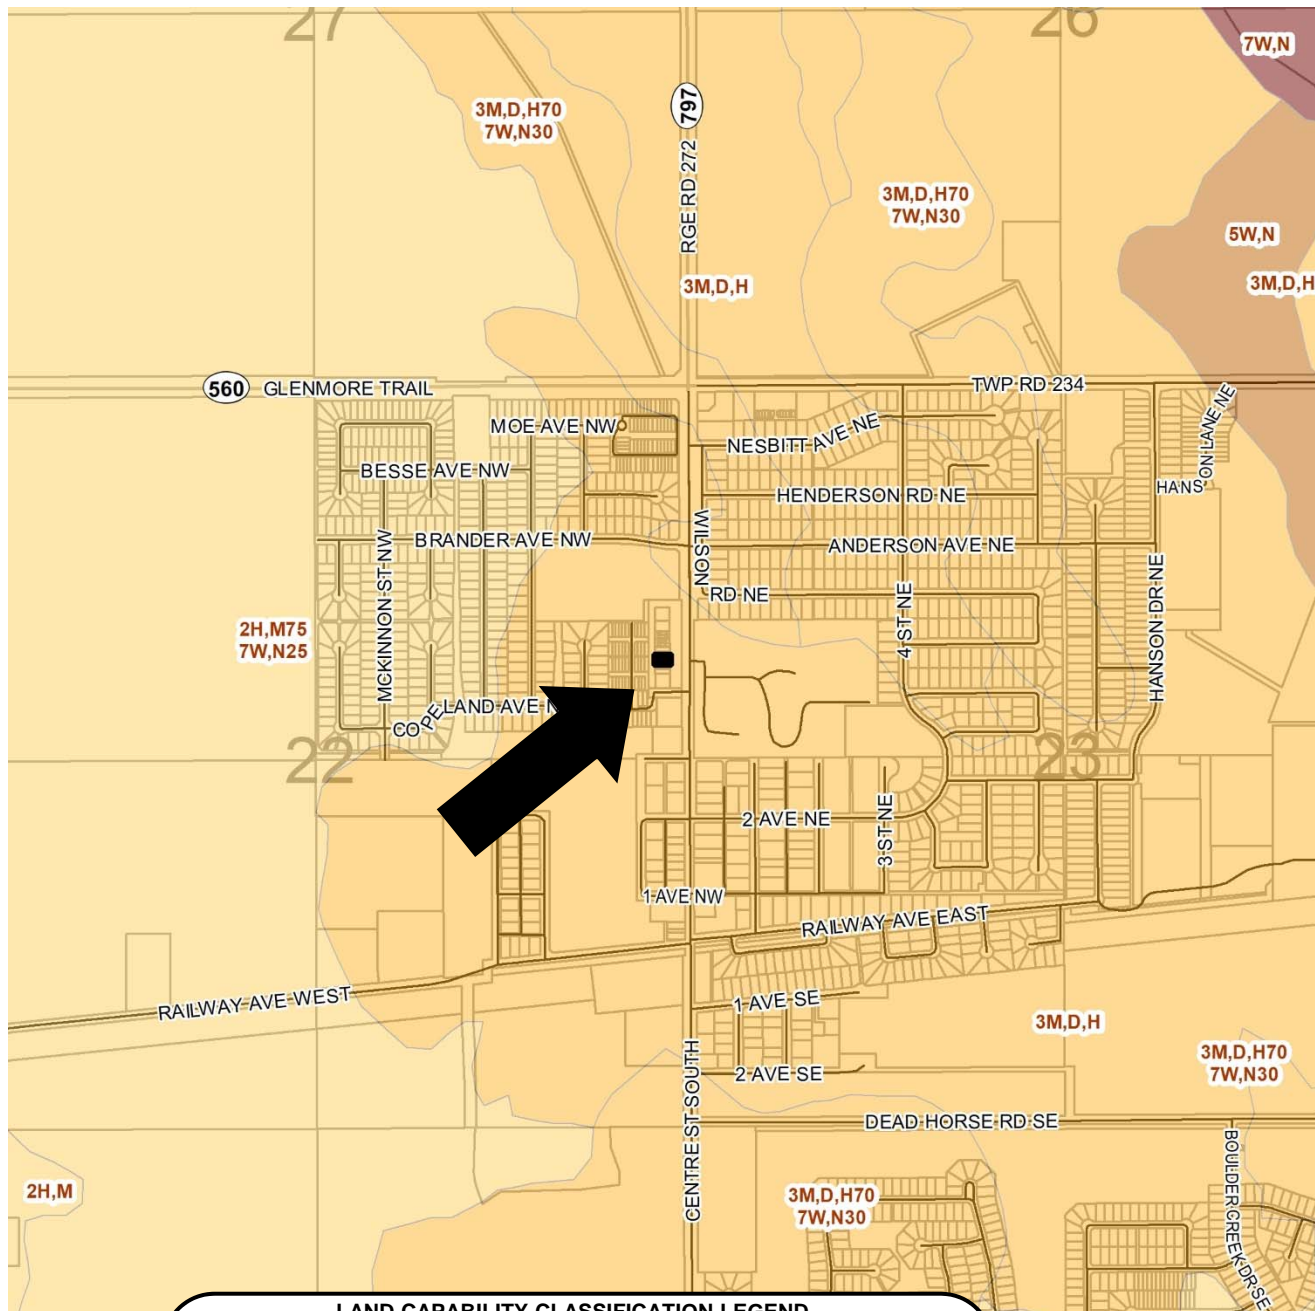 27
26
7W,N
3M,D,H70
7W,N30
797
RGE RD 272
3M,D,H70
7W,N30
5W,N
3M,D,H
3M,D,H
560
GLENMORE TRAIL
TWP RD 234
MOE AVE NW
NESBITT AVE NE
HANSON LANE NE
BESSE AVE NW
HENDERSON RD NE
BRANDER AVE NW
WILSON
RD NE
ANDERSON AVE NE
MCKINNON ST NW
4 ST NE
HANSON DR NE
2H,M75
7W,N25
COPELAND AVE N
22
23
2 AVE NE
3 ST NE
1 AVE NW
RAILWAY AVE EAST
RAILWAY AVE WEST
1 AVE SE
3M,D,H
2 AVE SE
3M,D,H70
7W,N30
CENTRE ST SOUTH
DEAD HORSE RD SE
2H,M
3M,D,H70
7W,N30
BOULDER CREEK DR SE
LAND CAPABILITY CLASSIFICATION LEGEND